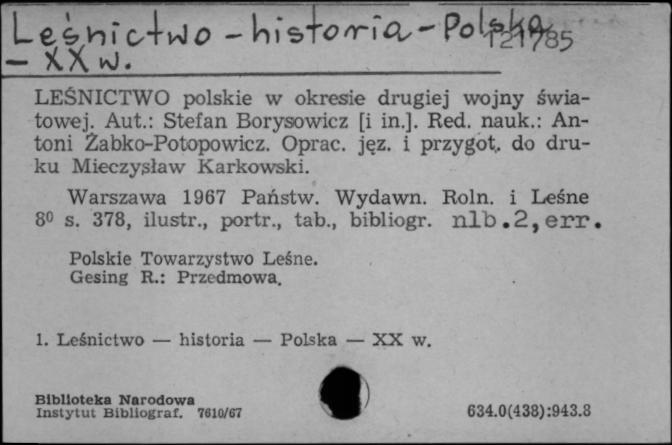 Leśnictwo - historia - Polska
121785
- XX w.
LEŚNICTWO polskie w okresie drugiej wojny świa-
towej. Aut.: Stefan Borysowicz [i in.]. Red. nauk.: An-
toni Żabko-Potopowicz. Oprac. jęz. i przygot. do dru-
ku Mieczysław Karkowski.
Warszawa 1967 Państw. Wydawn. Roln. i Leśne
8⁰ s. 378, ilustr., portr., tab., bibliogr. nlb.2,err.
Polskie Towarzystwo Leśne.
Gesing R.: Przedmowa.
1. Leśnictwo — historia — Polska — XX w.
Biblioteka Narodowa
Instytut Bibliograf. 7610/67
634.0(438):943.8